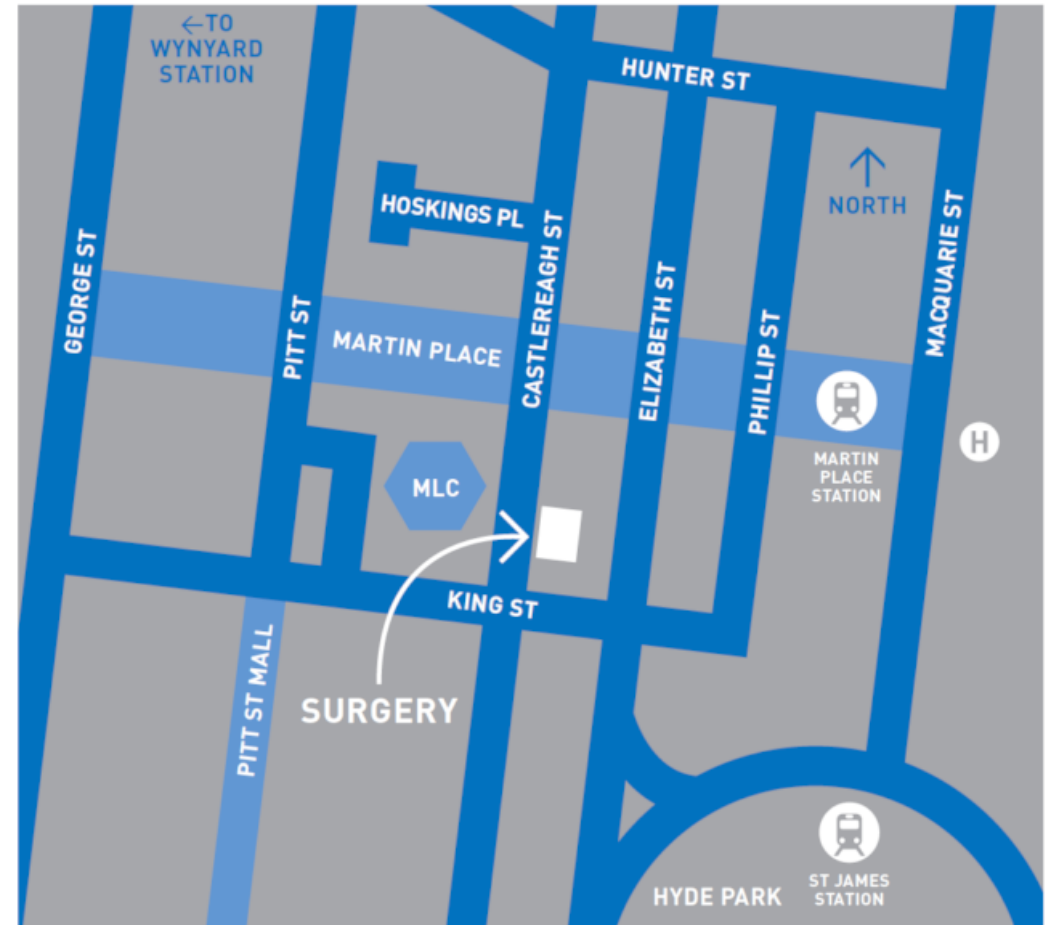 ←TO
WYNYARD
STATION
HUNTER ST
NORTH
HOSKINGS PL
GEORGE ST
PITT ST
MARTIN PLACE
CASTLEREAGH ST
ELIZABETH ST
PHILLIP ST
MACQUARIE ST
MARTIN
PLACE
STATION
H
MLC
KING ST
SURGERY
PITT ST MALL
HYDE PARK
ST JAMES
STATION